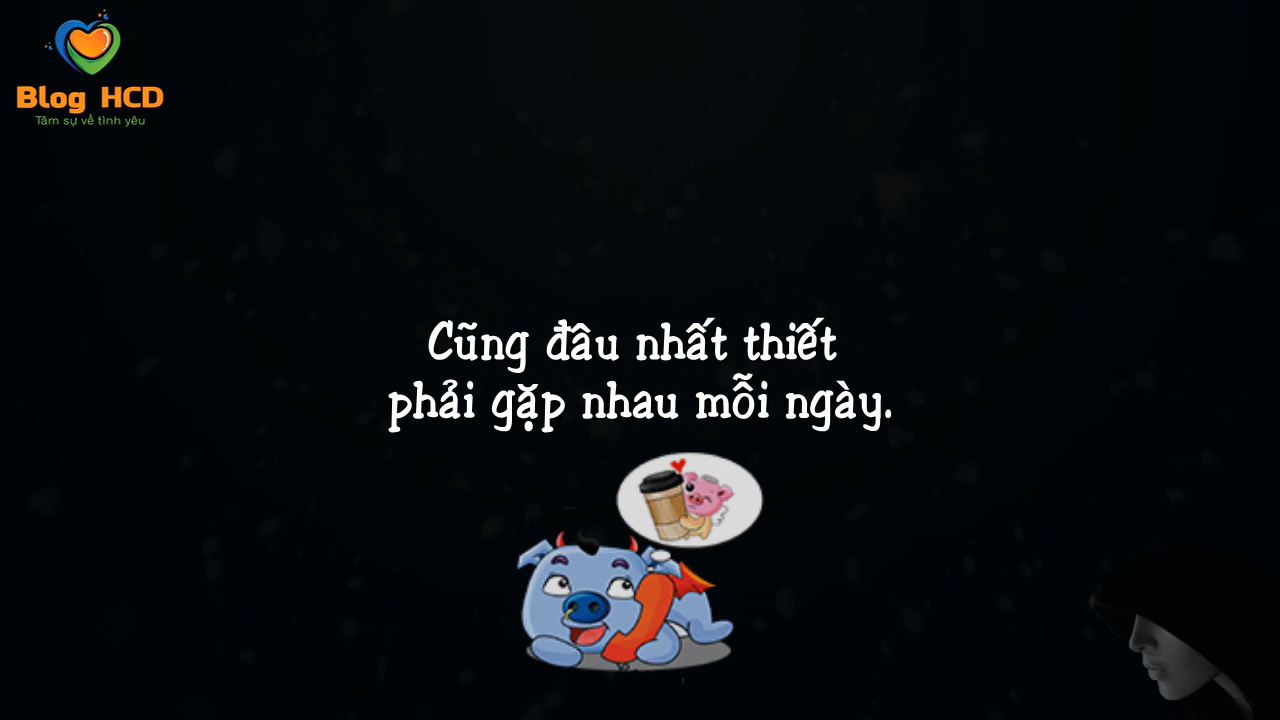 Blog HCD
Tâm sự về tình yêu
Cũng đâu nhất thiết
phải gặp nhau mỗi ngày.